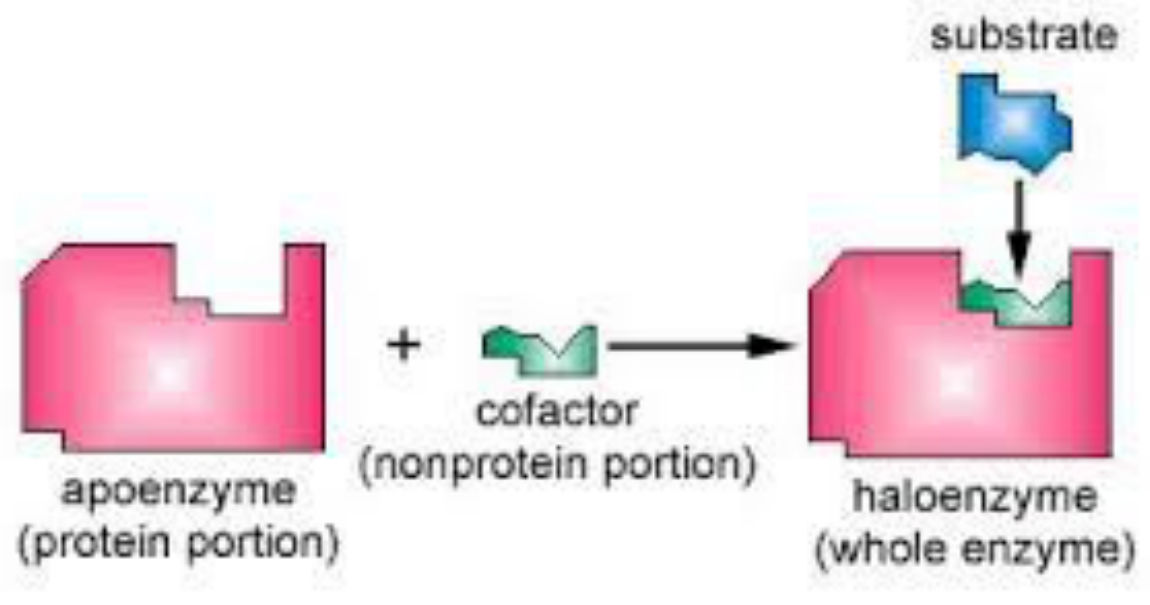 substrate
+
cofactor
(nonprotein portion)
apoenzyme
(protein portion)
haloenzyme
(whole enzyme)